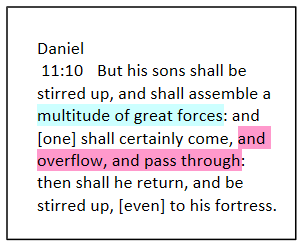 Daniel
11:10 But his sons shall be
stirred up, and shall assemble a
multitude of great forces: and
[one] shall certainly come, and
overflow, and pass through:
then shall he return, and be
stirred up, [even] to his fortress.